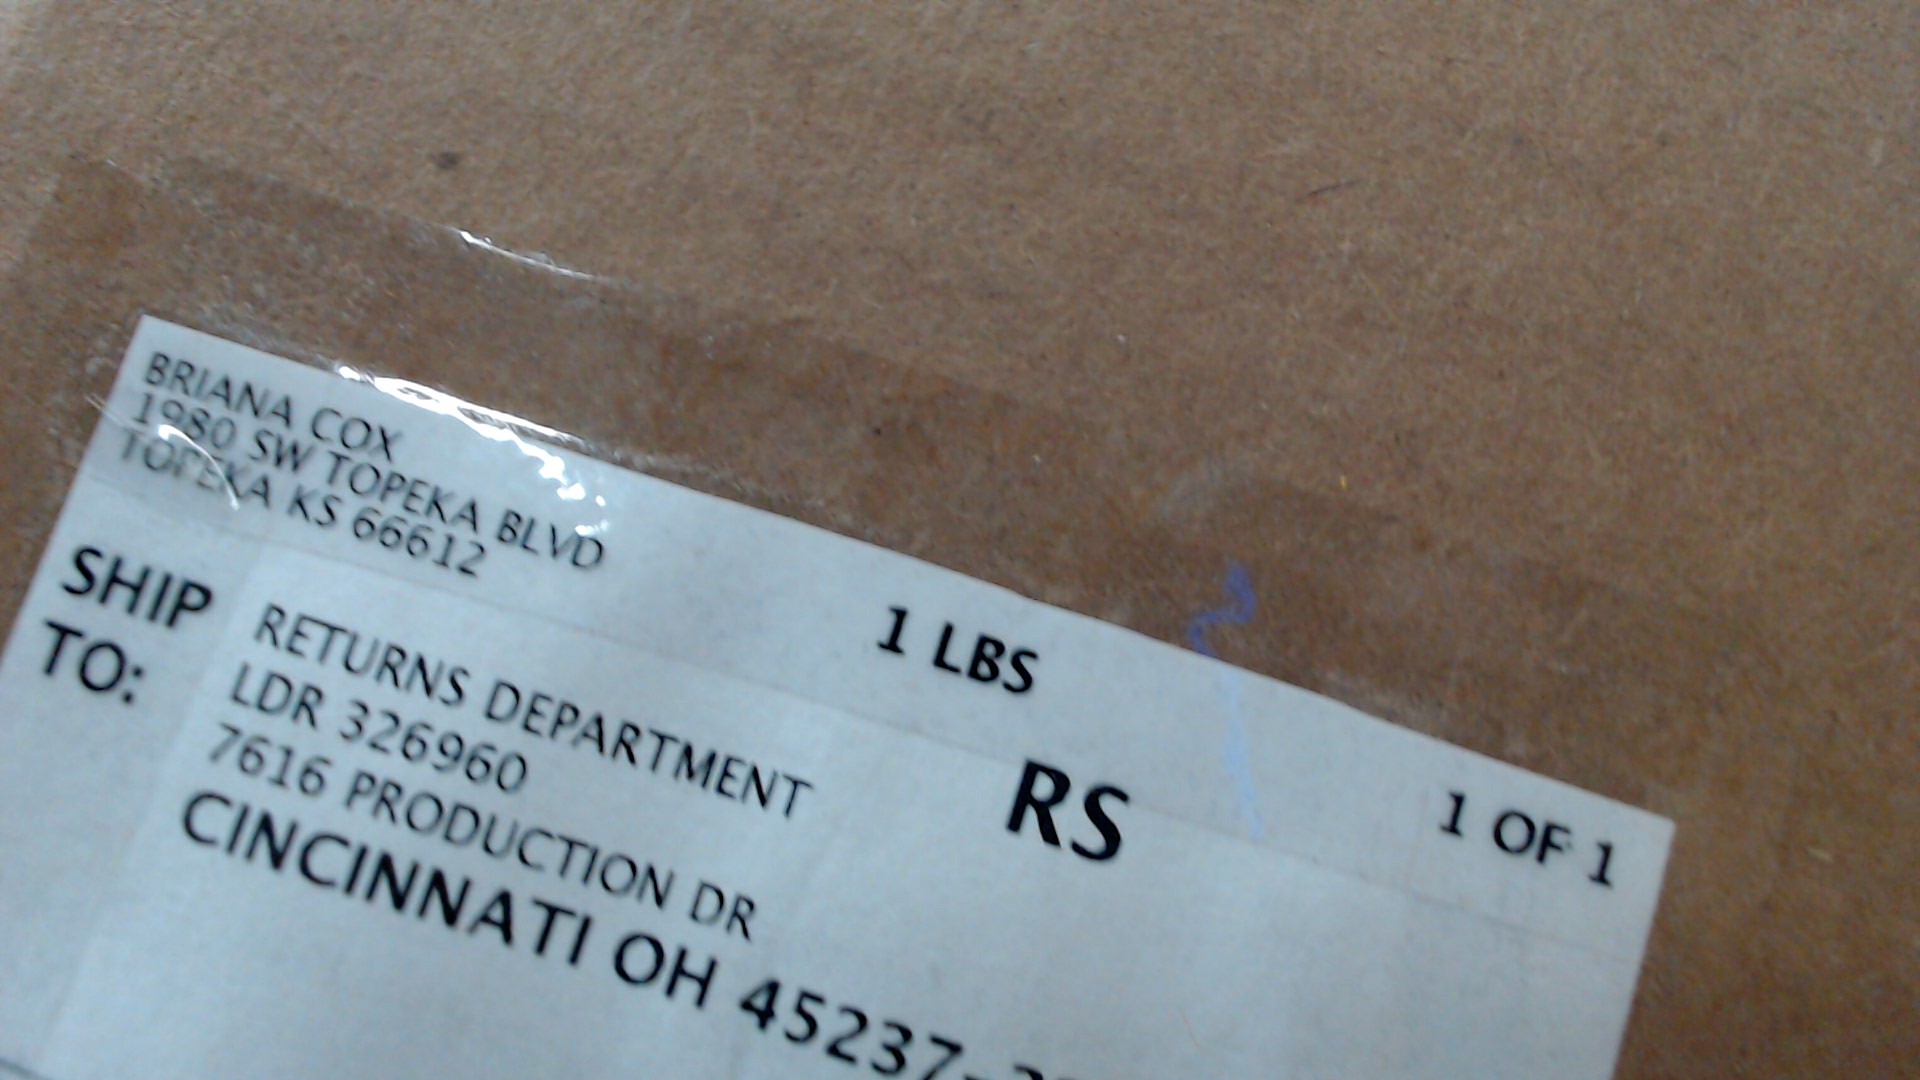 BRIANA COX
1980 SW TOPEKA BLVD
TOPEKA KS 66612
1 LBS
1 OF 1
SHIP TO:
RETURNS DEPARTMENT
LDR 326960
7616 PRODUCTION DR
CINCINNATI OH 45237-
RS